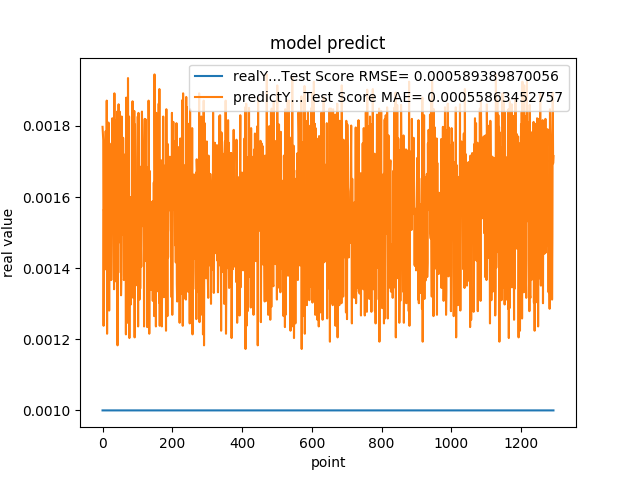 model predict
realY...Test Score RMSE= 0.000589389870056
predictY...Test Score MAE= 0.00055863452757
real value
0.0018
0.0016
0.0014
0.0012
0.0010
0 200 400 600 800 1000 1200
point